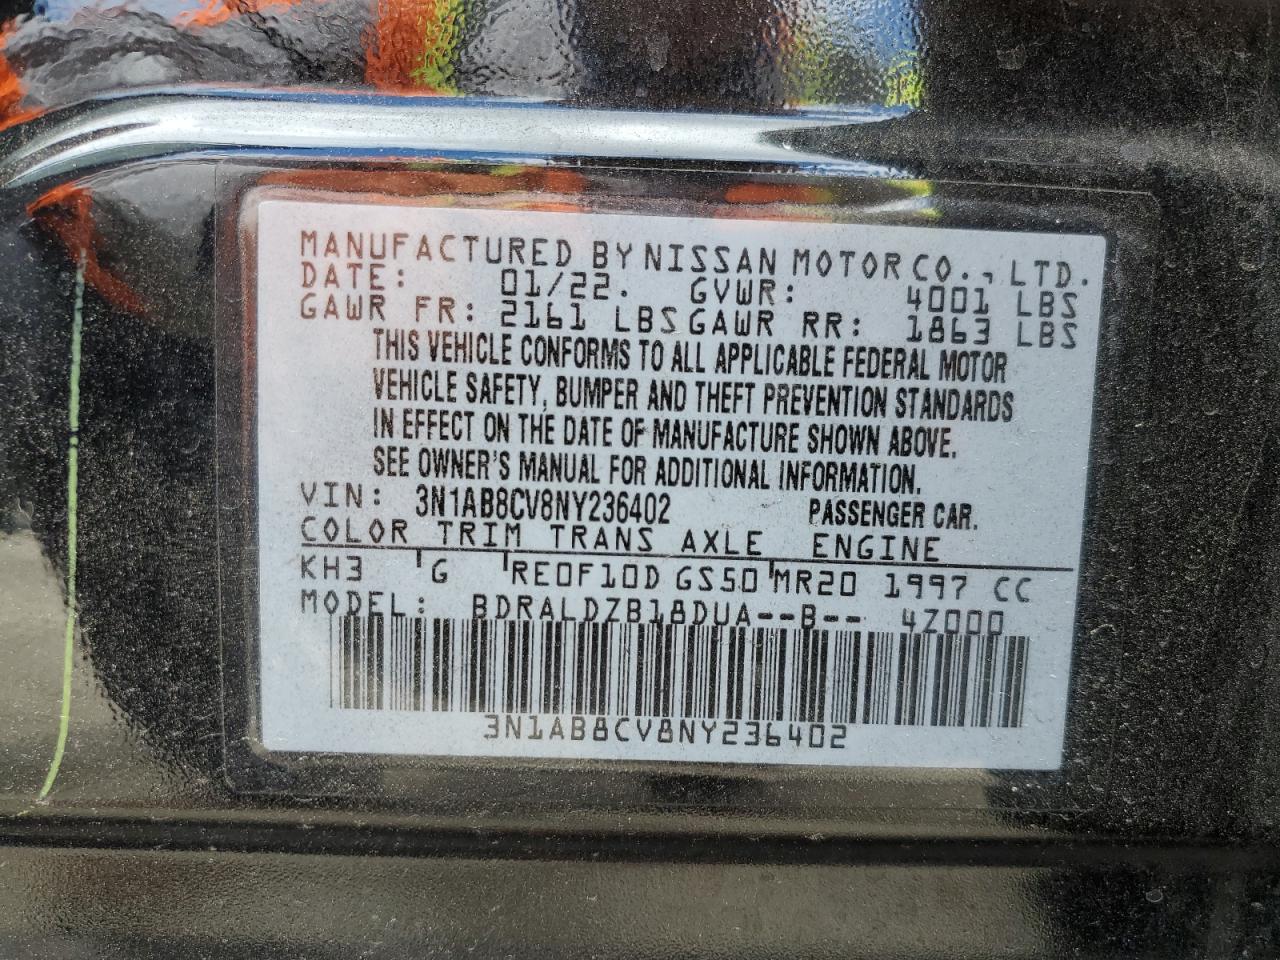 MANUFACTURED BY NISSAN MOTOR CO., LTD.
DATE: 01/22. GVWR: 4001 LBS
GAWR FR: 2161 LBS GAWR RR: 1863 LBS
THIS VEHICLE CONFORMS TO ALL APPLICABLE FEDERAL MOTOR
VEHICLE SAFETY, BUMPER AND THEFT PREVENTION STANDARDS
IN EFFECT ON THE DATE OF MANUFACTURE SHOWN ABOVE.
SEE OWNER'S MANUAL FOR ADDITIONAL INFORMATION.
VIN: 3N1AB8CV8NY236402 PASSENGER CAR.
COLOR TRIM TRANS AXLE ENGINE
KH3 G RE0F10D GS50 MR20 1997 CC
MODEL: BDRALDZB18DUA--B-- 4Z000
3N1AB8CV8NY236402